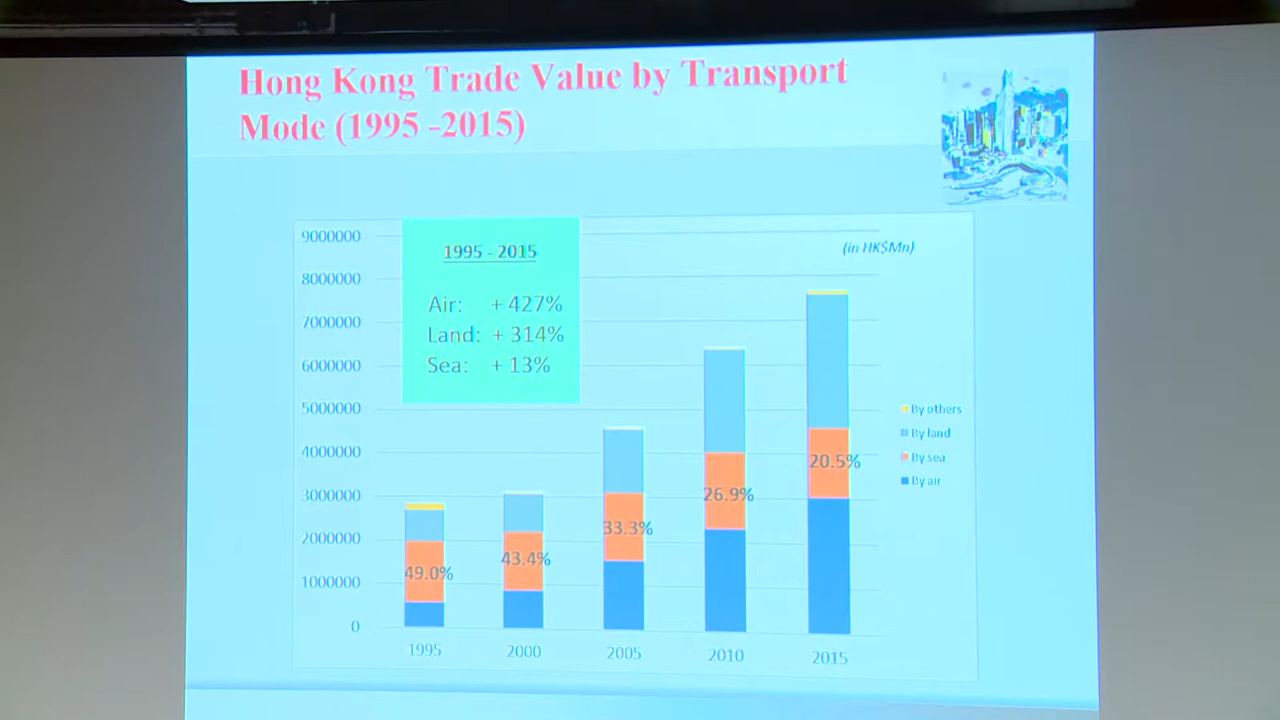 Hong Kong Trade Value by Transport
Mode (1995 -2015)
(in HK$Mn)
1995 - 2015
Air: + 427%
Land: + 314%
Sea: + 13%
9000000
8000000
7000000
6000000
5000000
4000000
3000000
2000000
1000000
0
49.0%
43.4%
33.3%
26.9%
20.5%
By others
By land
By sea
By air
1995
2000
2005
2010
2015